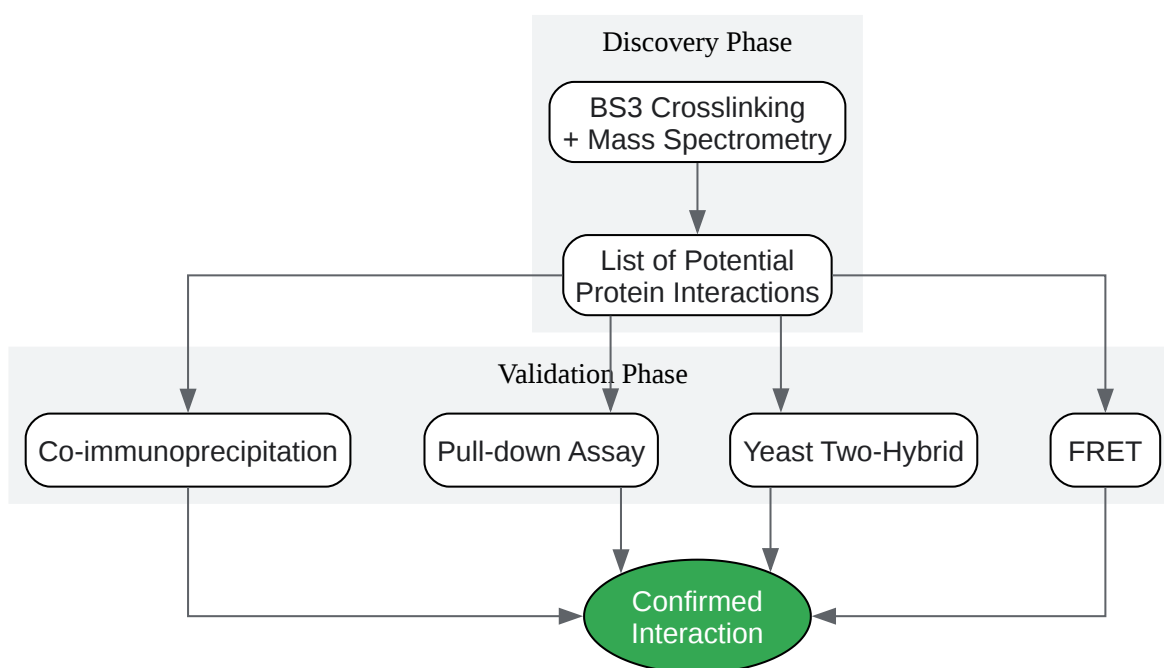 Discovery Phase
BS3 Crosslinking
+ Mass Spectrometry
List of Potential
Protein Interactions
Validation Phase
Co-immunoprecipitation
Pull-down Assay
Yeast Two-Hybrid
FRET
Confirmed
Interaction